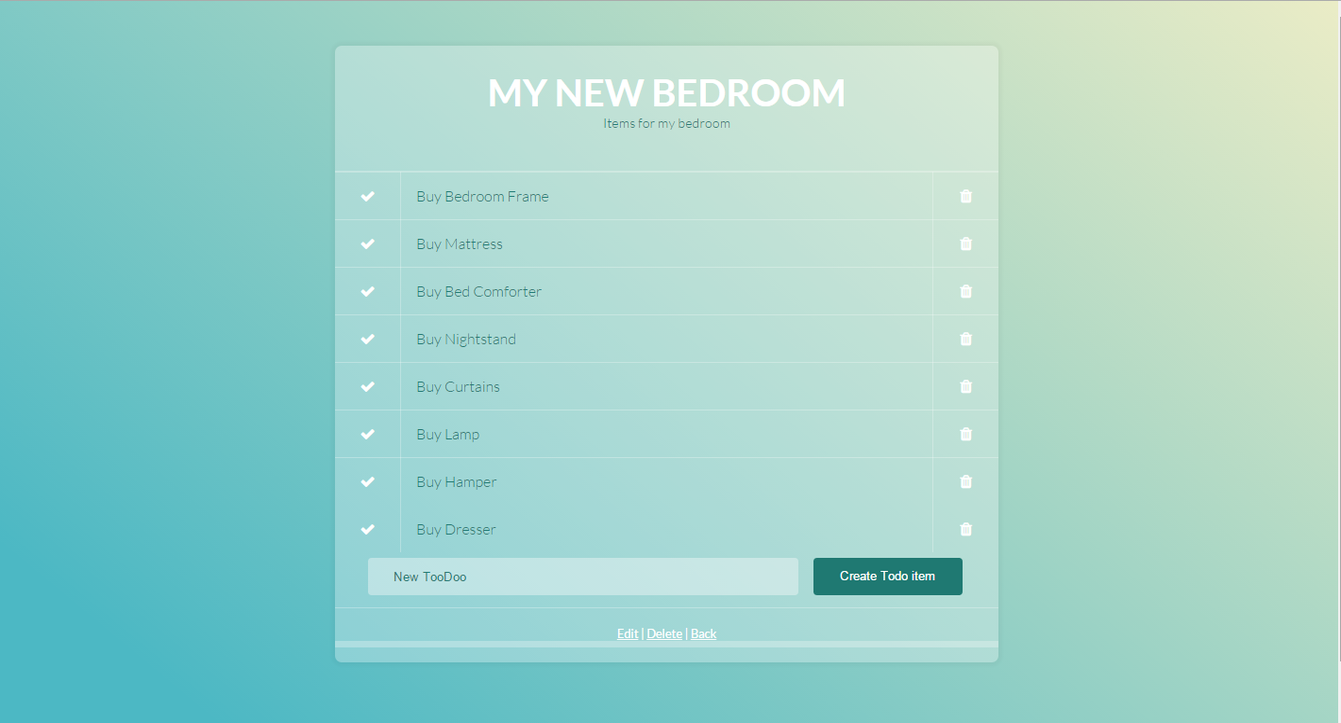 MY NEW BEDROOM
Items for my bedroom
Buy Bedroom Frame
Buy Mattress
Buy Bed Comforter
Buy Nightstand
Buy Curtains
Buy Lamp
Buy Hamper
Buy Dresser
New TooDoo
Create Todo item
Edit | Delete | Back